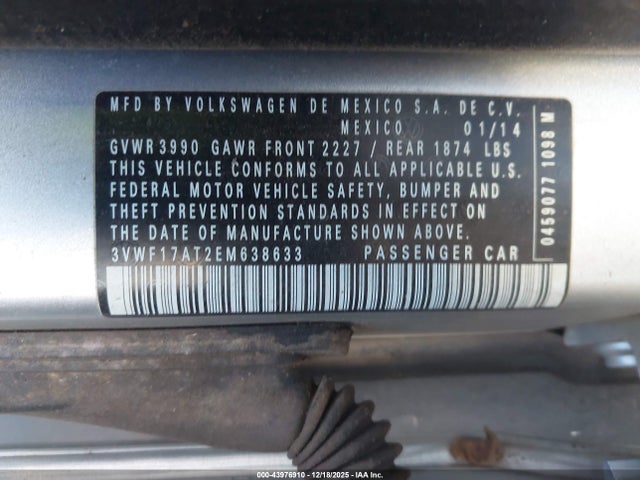 MFD BY VOLKSWAGEN DE MEXICO S.A. DE C.V.
MEXICO 01/14
GVWR 3990 GAWR FRONT 2227 / REAR 1874 LBS
THIS VEHICLE CONFORMS TO ALL APPLICABLE U.S.
FEDERAL MOTOR VEHICLE SAFETY, BUMPER AND
THEFT PREVENTION STANDARDS IN EFFECT ON
THE DATE OF MANUFACTURE SHOWN ABOVE.
3VWF17AT2EM638633 PASSENGER CAR
0459077 1098 M
000-43976910 - 12/18/2025 - IAA Inc.